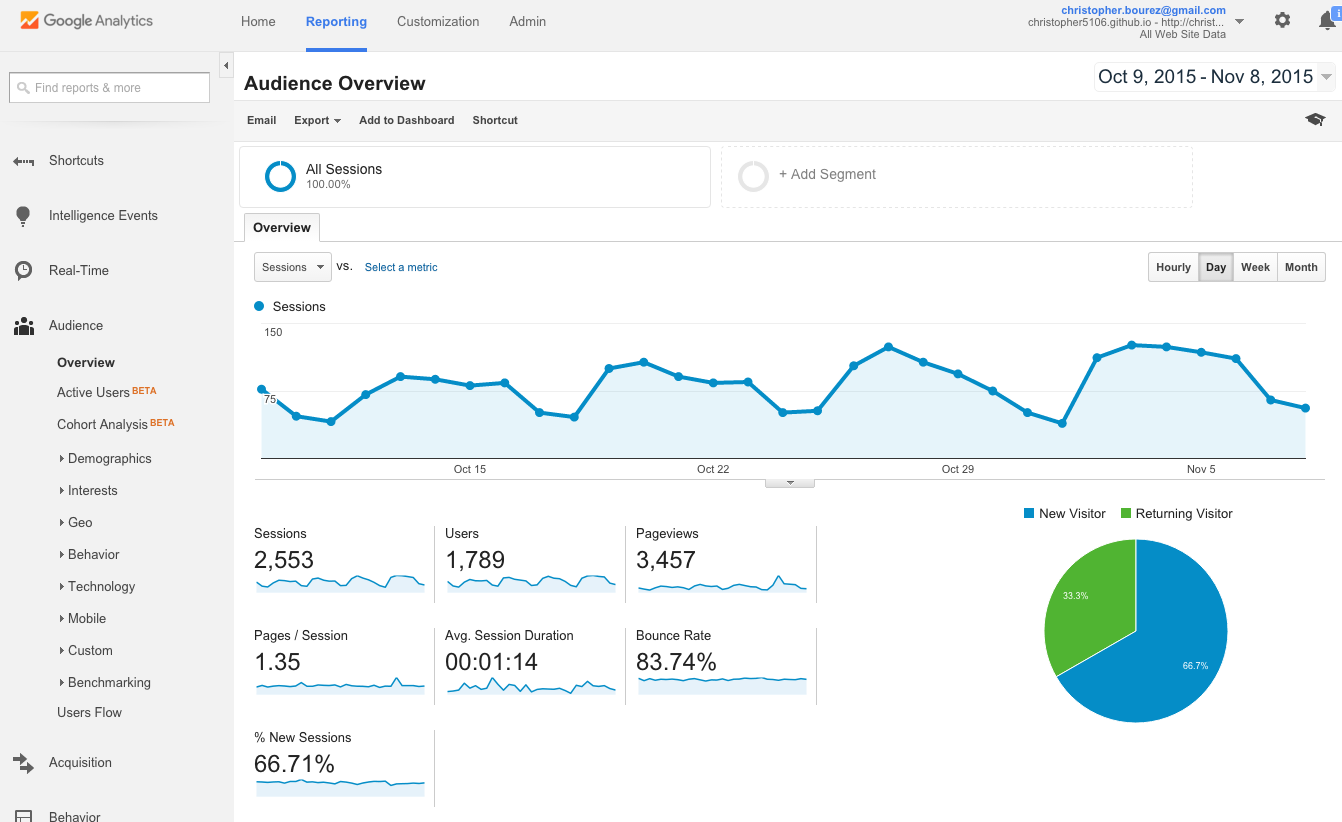 Google Analytics
Home Reporting Customization Admin
christopher.bourez@gmail.com
christopher5106.github.io - http://christ...
All Web Site Data
Find reports & more
Shortcuts
Intelligence Events
Real-Time
Audience
Overview
Active Users BETA
Cohort Analysis BETA
Demographics
Interests
Geo
Behavior
Technology
Mobile
Custom
Benchmarking
Users Flow
Acquisition
Behavior
Audience Overview
Oct 9, 2015 - Nov 8, 2015
Email Export Add to Dashboard Shortcut
All Sessions
100.00%
+ Add Segment
Overview
Sessions VS. Select a metric
Hourly Day Week Month
Sessions
150
75
Oct 15 Oct 22 Oct 29 Nov 5
Sessions
2,553
Users
1,789
Pageviews
3,457
Pages / Session
1.35
Avg. Session Duration
00:01:14
Bounce Rate
83.74%
% New Sessions
66.71%
New Visitor Returning Visitor
33.3%
66.7%